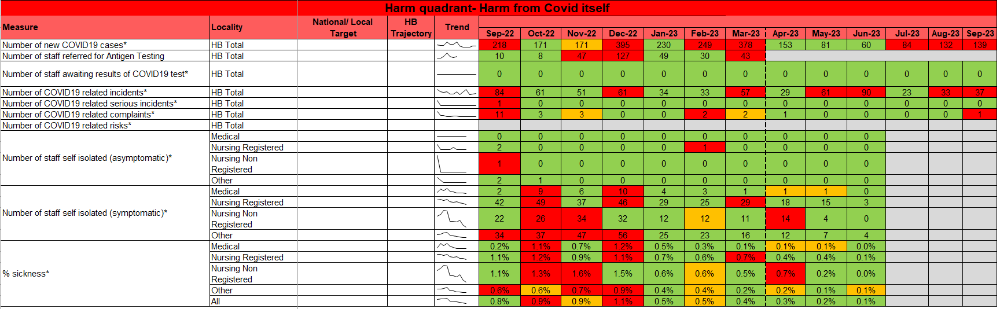 Harm quadrant- Harm from Covid itself
Measure Locality National/ Local Target HB Trajectory Trend Sep-22 Oct-22 Nov-22 Dec-22 Jan-23 Feb-23 Mar-23 Apr-23 May-23 Jun-23 Jul-23 Aug-23 Sep-23
Number of new COVID19 cases* HB Total 218 171 171 395 230 249 378 153 81 60 84 132 139
Number of staff referred for Antigen Testing HB Total 10 8 47 127 49 30 43
Number of staff awaiting results of COVID19 test* HB Total 0 0 0 0 0 0 0 0 0 0 0 0 0
Number of COVID19 related incidents* HB Total 84 61 51 61 34 33 57 29 61 90 23 33 37
Number of COVID19 related serious incidents* HB Total 1 0 0 0 0 0 0 0 0 0 0 0 0
Number of COVID19 related complaints* HB Total 11 3 3 0 0 2 2 1 0 0 0 0 1
Number of COVID19 related risks* HB Total
Number of staff self isolated (asymptomatic)*
Medical 0 0 0 0 0 0 0 0 0 0
Nursing Registered 2 0 0 0 0 1 0 0 0 0
Nursing Non Registered 1 0 0 0 0 0 0 0 0 0
Other 2 1 0 0 0 0 0 0 0 0
Number of staff self isolated (symptomatic)*
Medical 2 9 6 10 4 3 1 1 1 0
Nursing Registered 42 49 37 46 29 25 29 18 15 3
Nursing Non Registered 22 26 34 32 12 12 11 14 4 0
Other 34 37 47 56 25 23 16 12 7 4
% sickness*
Medical 0.2% 1.1% 0.7% 1.2% 0.5% 0.3% 0.1% 0.1% 0.1% 0.0%
Nursing Registered 1.1% 1.2% 0.9% 1.1% 0.7% 0.6% 0.7% 0.4% 0.4% 0.1%
Nursing Non Registered 1.1% 1.3% 1.6% 1.5% 0.6% 0.6% 0.5% 0.7% 0.2% 0.0%
Other 0.6% 0.6% 0.7% 0.9% 0.4% 0.4% 0.2% 0.2% 0.1% 0.1%
All 0.8% 0.9% 0.9% 1.1% 0.5% 0.5% 0.4% 0.3% 0.2% 0.1%